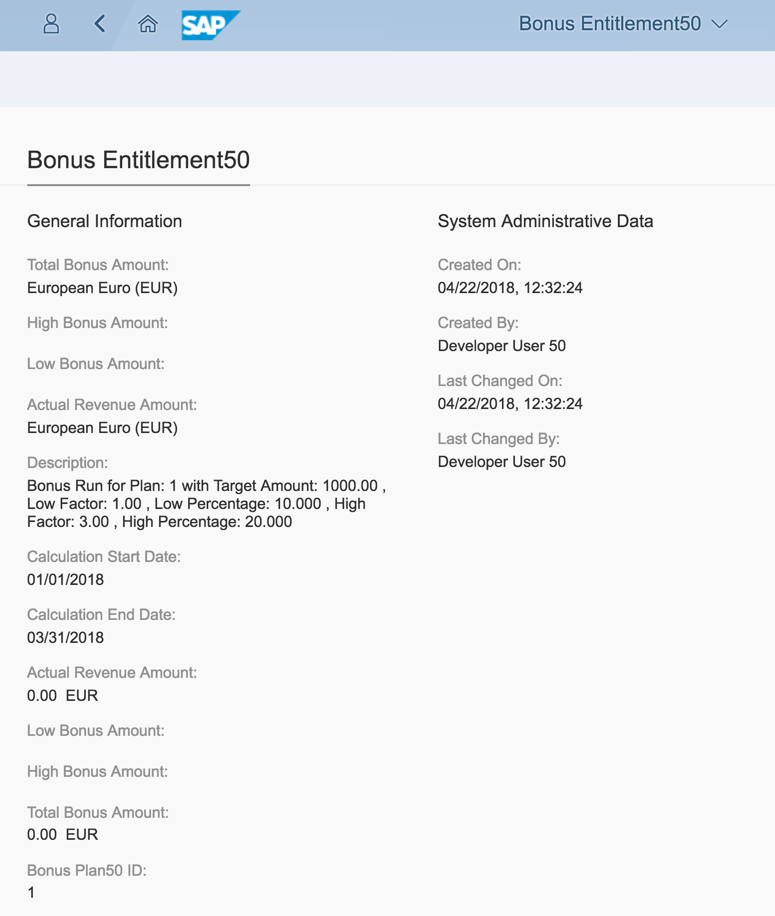 SAP
Bonus Entitlement50
Bonus Entitlement50
General Information
Total Bonus Amount:
European Euro (EUR)
High Bonus Amount:
Low Bonus Amount:
Actual Revenue Amount:
European Euro (EUR)
Description:
Bonus Run for Plan: 1 with Target Amount: 1000.00 ,
Low Factor: 1.00 , Low Percentage: 10.000 , High
Factor: 3.00 , High Percentage: 20.000
Calculation Start Date:
01/01/2018
Calculation End Date:
03/31/2018
Actual Revenue Amount:
0.00 EUR
Low Bonus Amount:
High Bonus Amount:
Total Bonus Amount:
0.00 EUR
Bonus Plan50 ID:
1
System Administrative Data
Created On:
04/22/2018, 12:32:24
Created By:
Developer User 50
Last Changed On:
04/22/2018, 12:32:24
Last Changed By:
Developer User 50